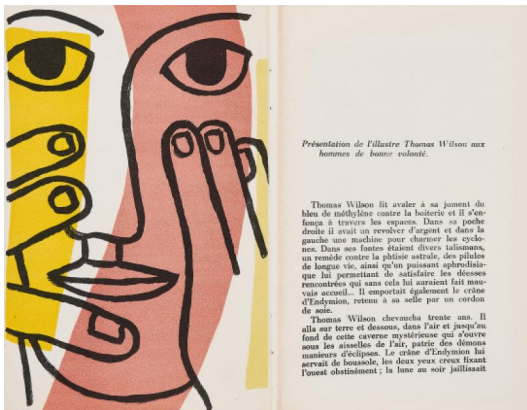 Présentation de l'illustre Thomas Wilson aux
hommes de bonne volonté.
Thomas Wilson fit avaler à sa jument du
bleu de méthylène contre la boiterie et il s'en-
fonça à travers les espaces. Dans sa poche
droite il avait un revolver d'argent et dans la
gauche une machine pour charmer les cyclo-
nes. Dans ses fontes étaient divers talismans,
un remède contre la phtisie astrale, des pilules
de longue vie, ainsi qu'un puissant aphrodisia-
que lui permettant de satisfaire les déesses
rencontrées qui sans cela lui auraient fait mau-
vais accueil... Il emportait également le crâne
d'Endymion, retenu à sa selle par un cordon
de soie.
Thomas Wilson chevaucha trente ans. Il
alla sur terre et dessous, dans l'air et jusqu'au
fond de cette caverne mystérieuse qui s'ouvre
sous les aisselles de l'air, patrie des démons
manieurs d'éclipses. Le crâne d'Endymion lui
servait de boussole, les deux yeux creux fixant
l'ouest obstinément ; la lune au soir jaillissait